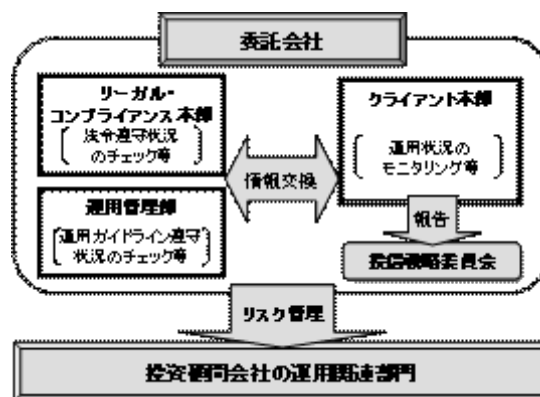 委託会社
リーガル・
コンプライアンス本部
法令遵守状況
のチェック等
運用管理部
運用ガイドライン遵守
状況のチェック等
情報交換
クライアント本部
運用状況の
モニタリング等
報告
投信戦略委員会
リスク管理
投資顧問会社の運用関連部門